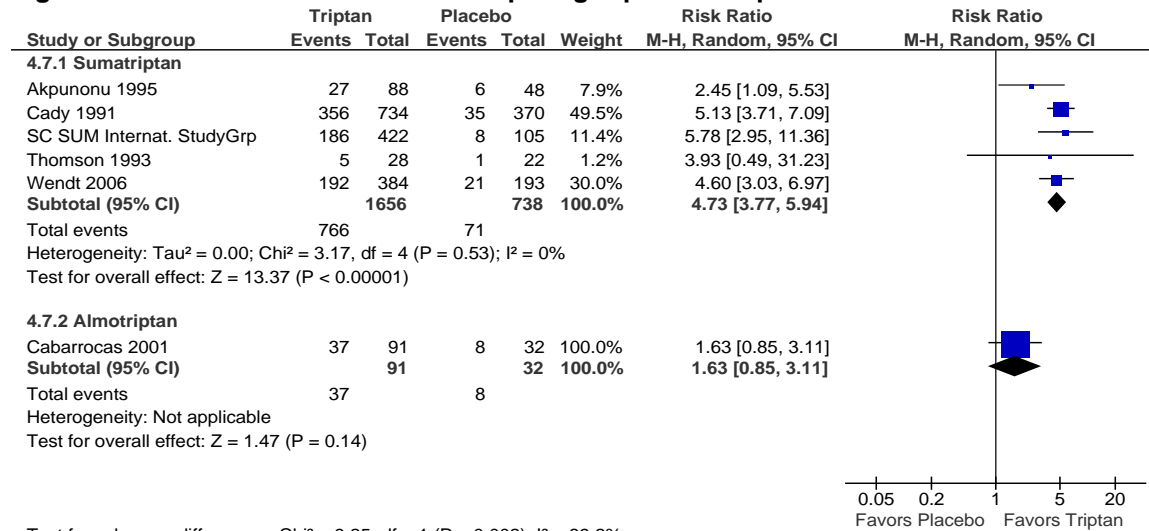 Triptan Placebo Risk Ratio Risk Ratio
Study or Subgroup Events Total Events Total Weight M-H, Random, 95% CI M-H, Random, 95% CI
4.7.1 Sumatriptan
Akpunonu 1995 27 88 6 48 7.9% 2.45 [1.09, 5.53]
Cady 1991 356 734 35 370 49.5% 5.13 [3.71, 7.09]
SC SUM Internat. StudyGrp 186 422 8 105 11.4% 5.78 [2.95, 11.36]
Thomson 1993 5 28 1 22 1.2% 3.93 [0.49, 31.23]
Wendt 2006 192 384 21 193 30.0% 4.60 [3.03, 6.97]
Subtotal (95% CI) 1656 738 100.0% 4.73 [3.77, 5.94]
Total events 766 71
Heterogeneity: Tau² = 0.00; Chi² = 3.17, df = 4 (P = 0.53); I² = 0%
Test for overall effect: Z = 13.37 (P < 0.00001)
4.7.2 Almotriptan
Cabarrocas 2001 37 91 8 32 100.0% 1.63 [0.85, 3.11]
Subtotal (95% CI) 91 32 100.0% 1.63 [0.85, 3.11]
Total events 37 8
Heterogeneity: Not applicable
Test for overall effect: Z = 1.47 (P = 0.14)
0.05 0.2 1 5 20
Favors Placebo Favors Triptan